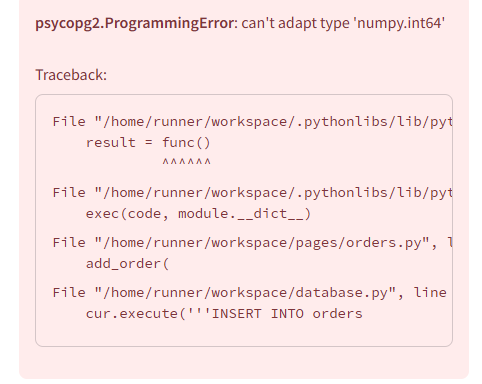 psycopg2.ProgrammingError: can't adapt type 'numpy.int64'
Traceback:
File "/home/runner/workspace/.pythonlibs/lib/pyt
result = func()
^^^^^^
File "/home/runner/workspace/.pythonlibs/lib/pyt
exec(code, module.__dict__)
File "/home/runner/workspace/pages/orders.py", l
add_order(
File "/home/runner/workspace/database.py", line
cur.execute('''INSERT INTO orders